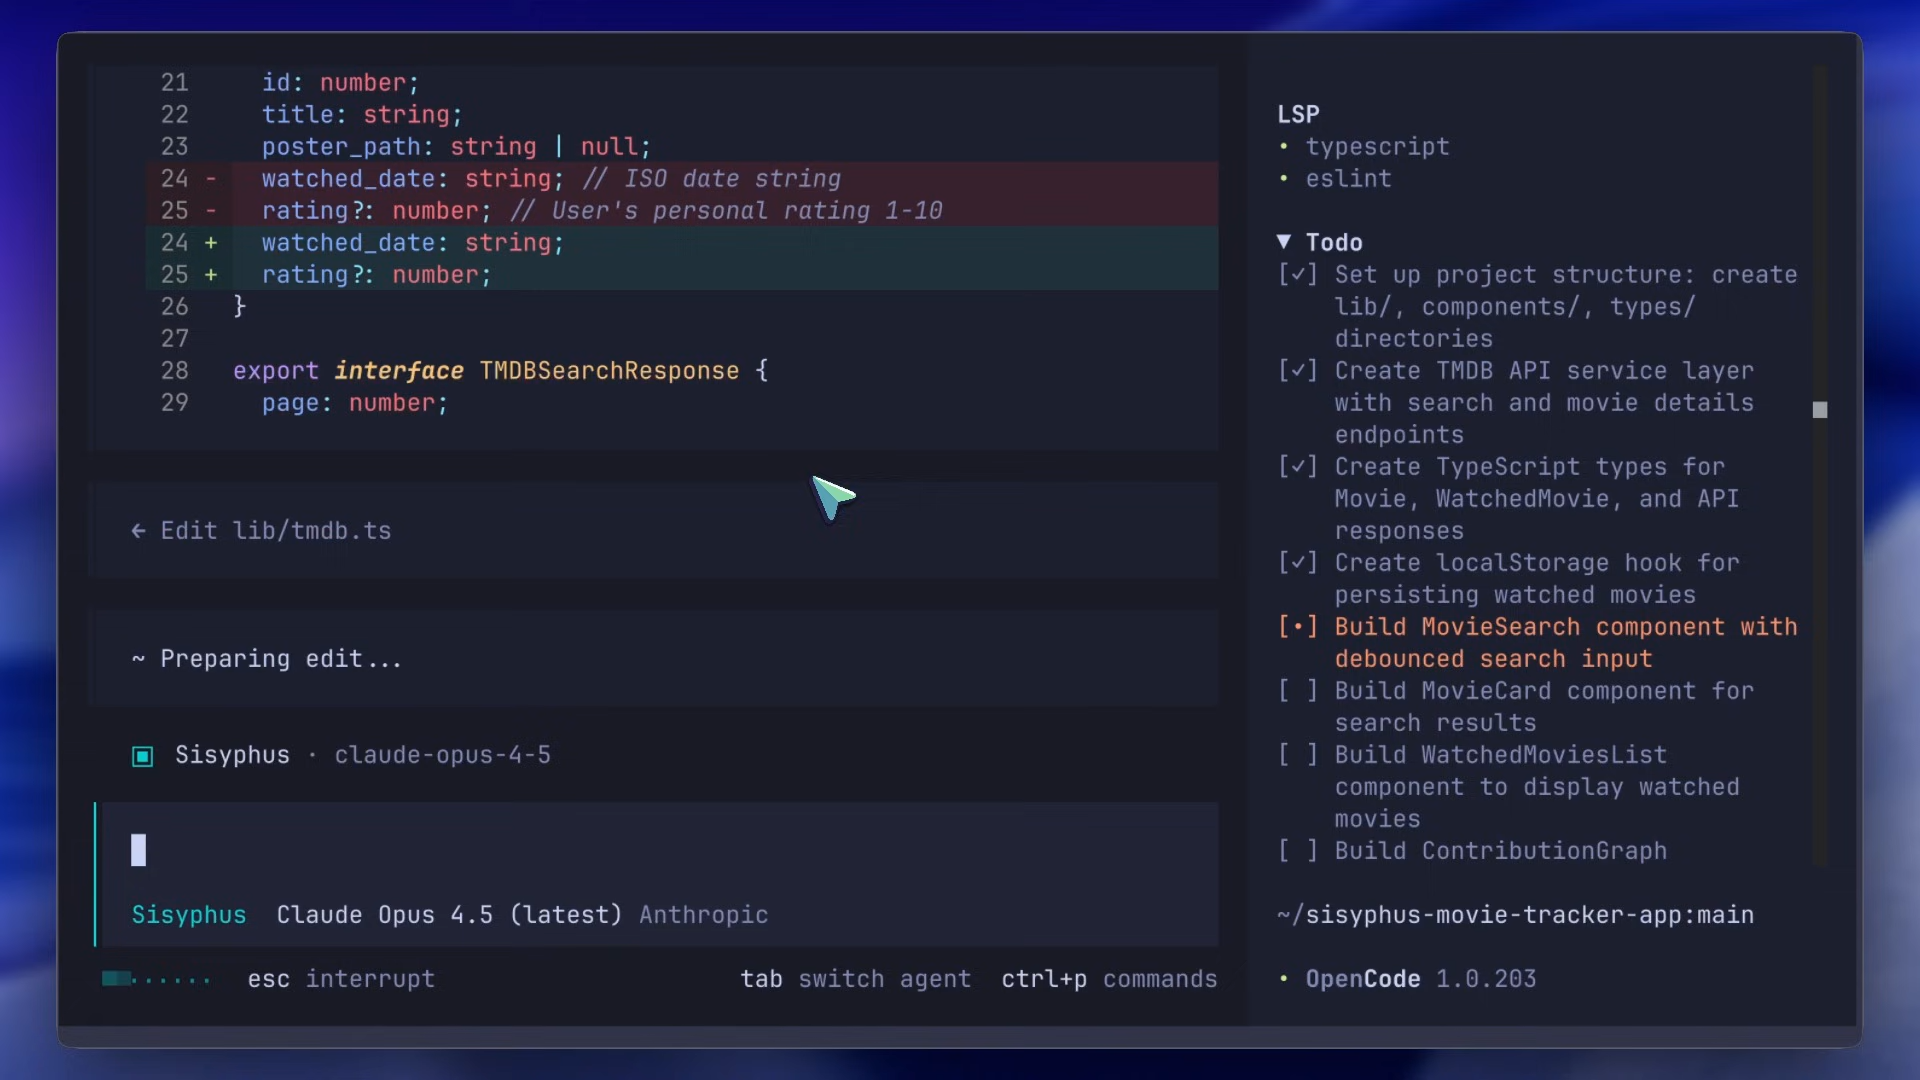 21 id: number;
22 title: string;
23 poster_path: string | null;
24 - watched_date: string; // ISO date string
25 - rating?: number; // User's personal rating 1-10
24 + watched_date: string;
25 + rating?: number;
26 }
27
28 export interface TMDBSearchResponse {
29 page: number;
← Edit lib/tmdb.ts
~ Preparing edit...
▣ Sisyphus · claude-opus-4-5
Sisyphus Claude Opus 4.5 (latest) Anthropic
esc interrupt
tab switch agent ctrl+p commands
LSP
• typescript
• eslint
▼ Todo
[✓] Set up project structure: create
lib/, components/, types/
directories
[✓] Create TMDB API service layer
with search and movie details
endpoints
[✓] Create TypeScript types for
Movie, WatchedMovie, and API
responses
[✓] Create localStorage hook for
persisting watched movies
[•] Build MovieSearch component with
debounced search input
[ ] Build MovieCard component for
search results
[ ] Build WatchedMoviesList
component to display watched
movies
[ ] Build ContributionGraph
~/sisyphus-movie-tracker-app:main
• OpenCode 1.0.203